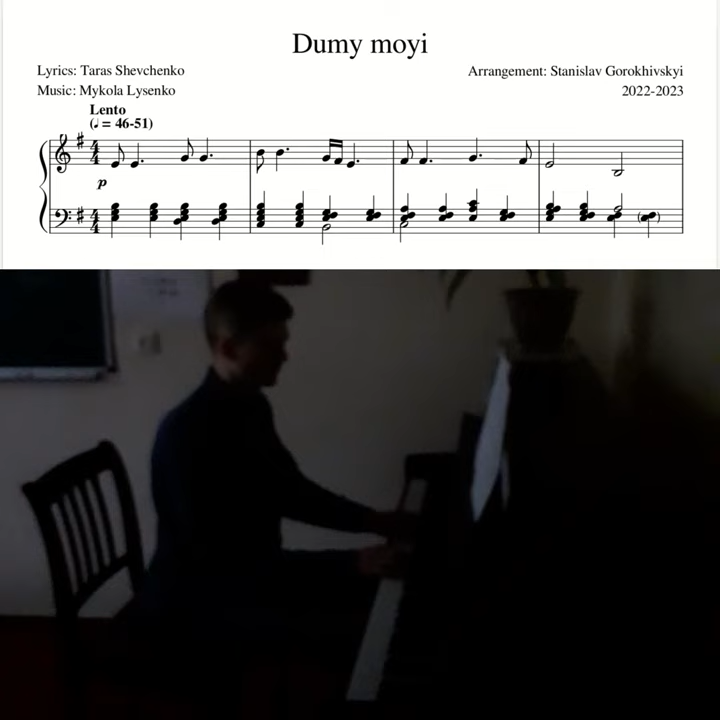 Dumy moyi
Lyrics: Taras Shevchenko
Arrangement: Stanislav Gorokhivskyi
Music: Mykola Lysenko
2022-2023
Lento
(♩ = 46-51)
p